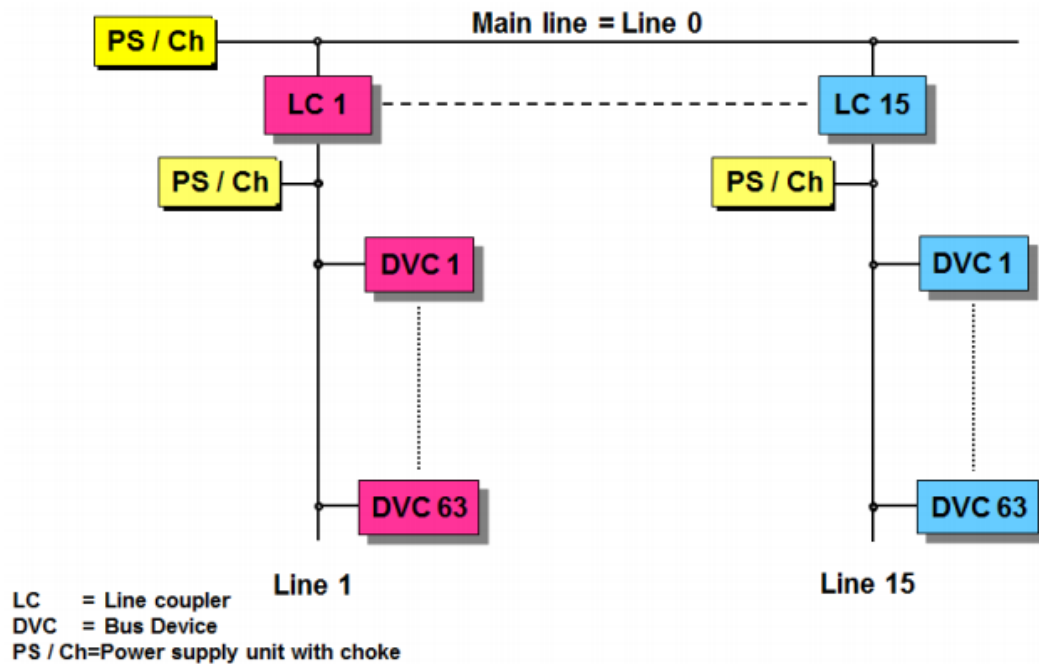 PS / Ch
Main line = Line 0
LC 1
LC 15
PS / Ch
PS / Ch
DVC 1
DVC 1
DVC 63
DVC 63
Line 1
Line 15
LC = Line coupler
DVC = Bus Device
PS / Ch=Power supply unit with choke